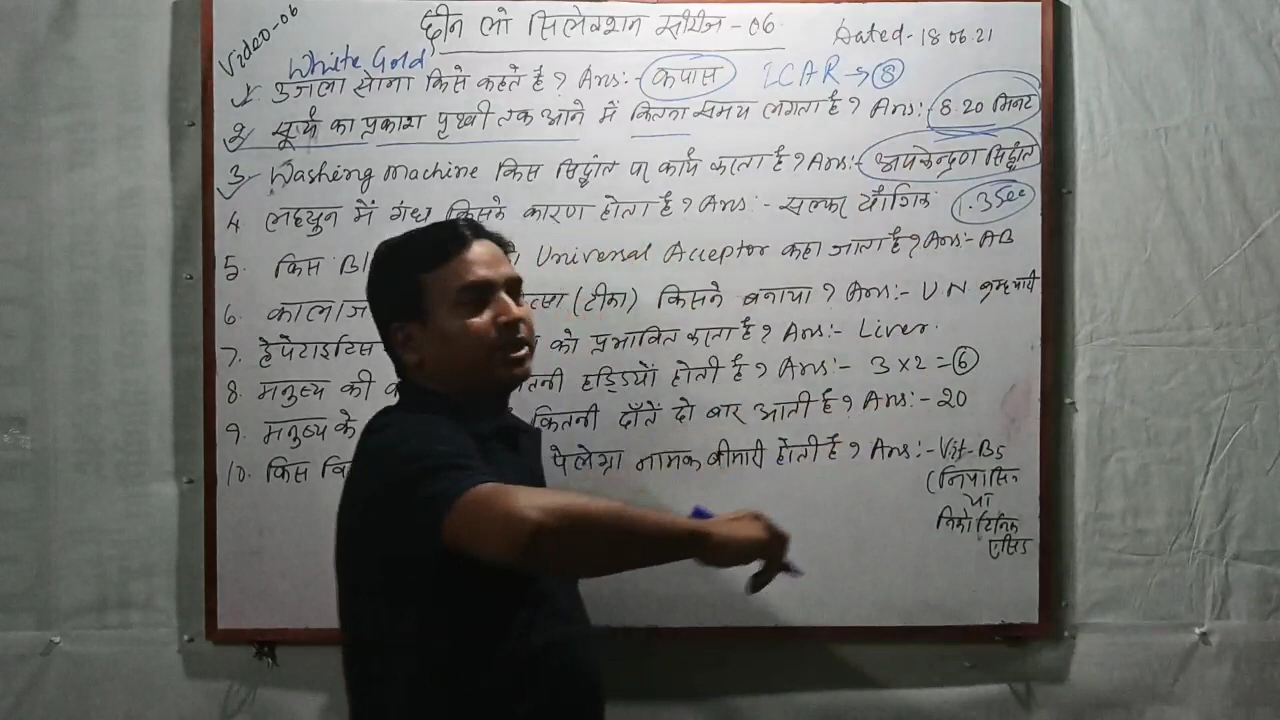 Video-06
छीन लो सिलेक्शन सीरीज - 06
Dated - 18.06.21
White Gold
1. उजला सोना किसे कहते है ? Ans:- कपास ICAR → 8
2. सूर्य का प्रकाश पृथ्वी तक आने में कितना समय लगता है ? Ans:- 8.20 मिनट
3. Washing Machine किस सिद्धांत पर कार्य करता है ? Ans:- अपकेन्द्रण सिद्धांत
4. लहसुन में गंध किसके कारण होता है ? Ans:- सल्फर यौगिक 1.3 Sec
5. किस Bl Universal Acceptor कहा जाता है ? Ans:- AB
6. कालाज (टीका) किसने बनाया ? Ans:- U N ब्रह्मचारी
7. हेपेटाइटिस को प्रभावित करता है ? Ans:- Liver.
8. मनुष्य की हड्डियाँ होती है ? Ans:- 3 × 2 = 6
9. मनुष्य के कितनी दाँतें दो बार आती है ? Ans:- 20
10. किस पेलेग्रा नामक बीमारी होती है ? Ans:- Vit-B5
(नियासिन
या
निकोटिनिक
एसिड